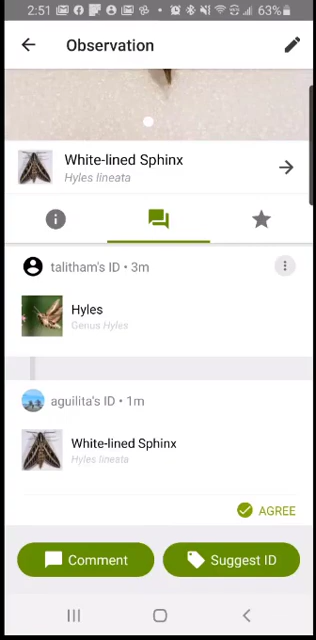 2:51
63%
Observation
White-lined Sphinx
Hyles lineata
talitham's ID • 3m
Hyles
Genus Hyles
aguilita's ID • 1m
White-lined Sphinx
Hyles lineata
AGREE
Comment
Suggest ID